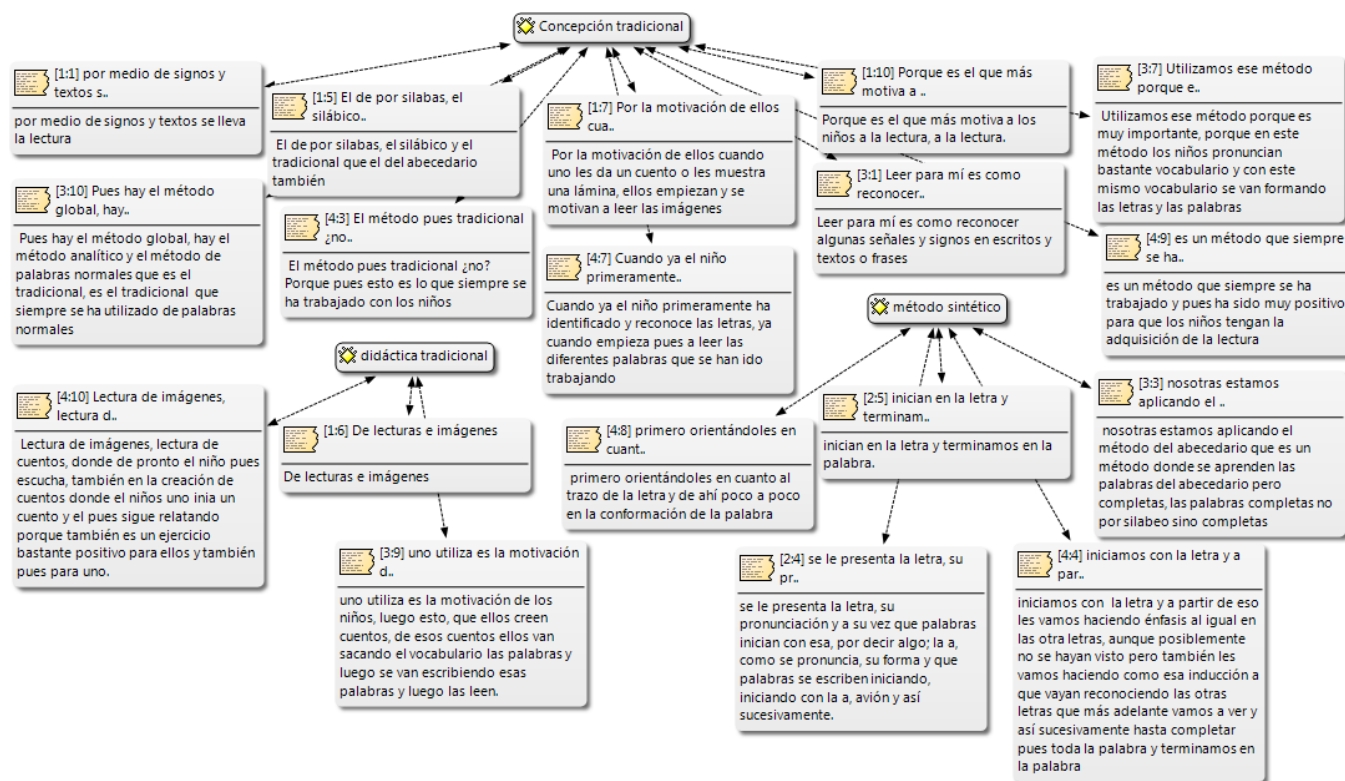 Concepción tradicional
[1:1] por medio de signos y
textos s..
por medio de signos y textos se lleva
la lectura
[1:5] El de por silabas, el
silábico..
El de por silabas, el silábico y el
tradicional que el del abecedario
también
[1:7] Por la motivación de ellos
cua..
Por la motivación de ellos cuando
uno les da un cuento o les muestra
una lámina, ellos empiezan y se
motivan a leer las imágenes
[1:10] Porque es el que más
motiva a ..
Porque es el que más motiva a los
niños a la lectura, a la lectura.
[3:7] Utilizamos ese método
porque e..
Utilizamos ese método porque es
muy importante, porque en este
método los niños pronuncian
bastante vocabulario y con este
mismo vocabulario se van formando
las letras y las palabras
[3:10] Pues hay el método
global, hay..
Pues hay el método global, hay el
método analítico y el método de
palabras normales que es el
tradicional, es el tradicional que
siempre se ha utilizado de palabras
normales
[4:3] El método pues tradicional
¿no..
El método pues tradicional ¿no?
Porque pues esto es lo que siempre se
ha trabajado con los niños
[4:7] Cuando ya el niño
primeramente..
Cuando ya el niño primeramente ha
identificado y reconoce las letras, ya
cuando empieza pues a leer las
diferentes palabras que se han ido
trabajando
[3:1] Leer para mí es como
reconocer..
Leer para mí es como reconocer
algunas señales y signos en escritos y
textos o frases
[4:9] es un método que siempre
se ha..
es un método que siempre se ha
trabajado y pues ha sido muy positivo
para que los niños tengan la
adquisición de la lectura
didáctica tradicional
[4:10] Lectura de imágenes,
lectura d..
Lectura de imágenes, lectura de
cuentos, donde de pronto el niño pues
escucha, también en la creación de
cuentos donde el niños uno inia un
cuento y el pues sigue relatando
porque también es un ejercicio
bastante positivo para ellos y también
pues para uno.
[1:6] De lecturas e imágenes
De lecturas e imágenes
[3:9] uno utiliza es la motivación
d..
uno utiliza es la motivación de los
niños, luego esto, que ellos creen
cuentos, de esos cuentos ellos van
sacando el vocabulario las palabras y
luego se van escribiendo esas
palabras y luego las leen.
método sintético
[4:8] primero orientándoles en
cuant..
primero orientándoles en cuanto al
trazo de la letra y de ahí poco a poco
en la conformación de la palabra
[2:5] inician en la letra y
terminam..
inician en la letra y terminamos en la
palabra.
[3:3] nosotras estamos
aplicando el ..
nosotras estamos aplicando el
método del abecedario que es un
método donde se aprenden las
palabras del abecedario pero
completas, las palabras completas no
por silabeo sino completas
[2:4] se le presenta la letra, su
pr..
se le presenta la letra, su
pronunciación y a su vez que palabras
inician con esa, por decir algo; la a,
como se pronuncia, su forma y que
palabras se escriben iniciando,
iniciando con la a, avión y así
sucesivamente.
[4:4] iniciamos con la letra y a
par..
iniciamos con la letra y a partir de eso
les vamos haciendo énfasis al igual en
las otra letras, aunque posiblemente
no se hayan visto pero también les
vamos haciendo como esa inducción a
que vayan reconociendo las otras
letras que más adelante vamos a ver y
así sucesivamente hasta completar
pues toda la palabra y terminamos en
la palabra